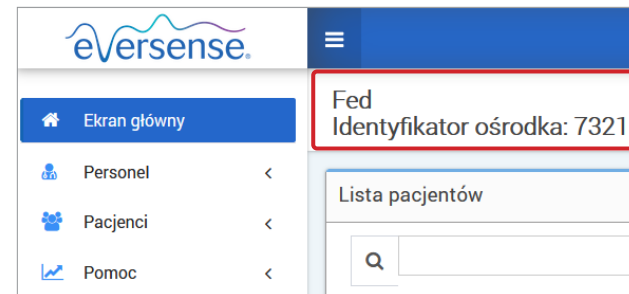 eversense.
Fed
Identyfikator ośrodka: 7321
Ekran główny
Personel
Pacjenci
Pomoc
Lista pacjentów